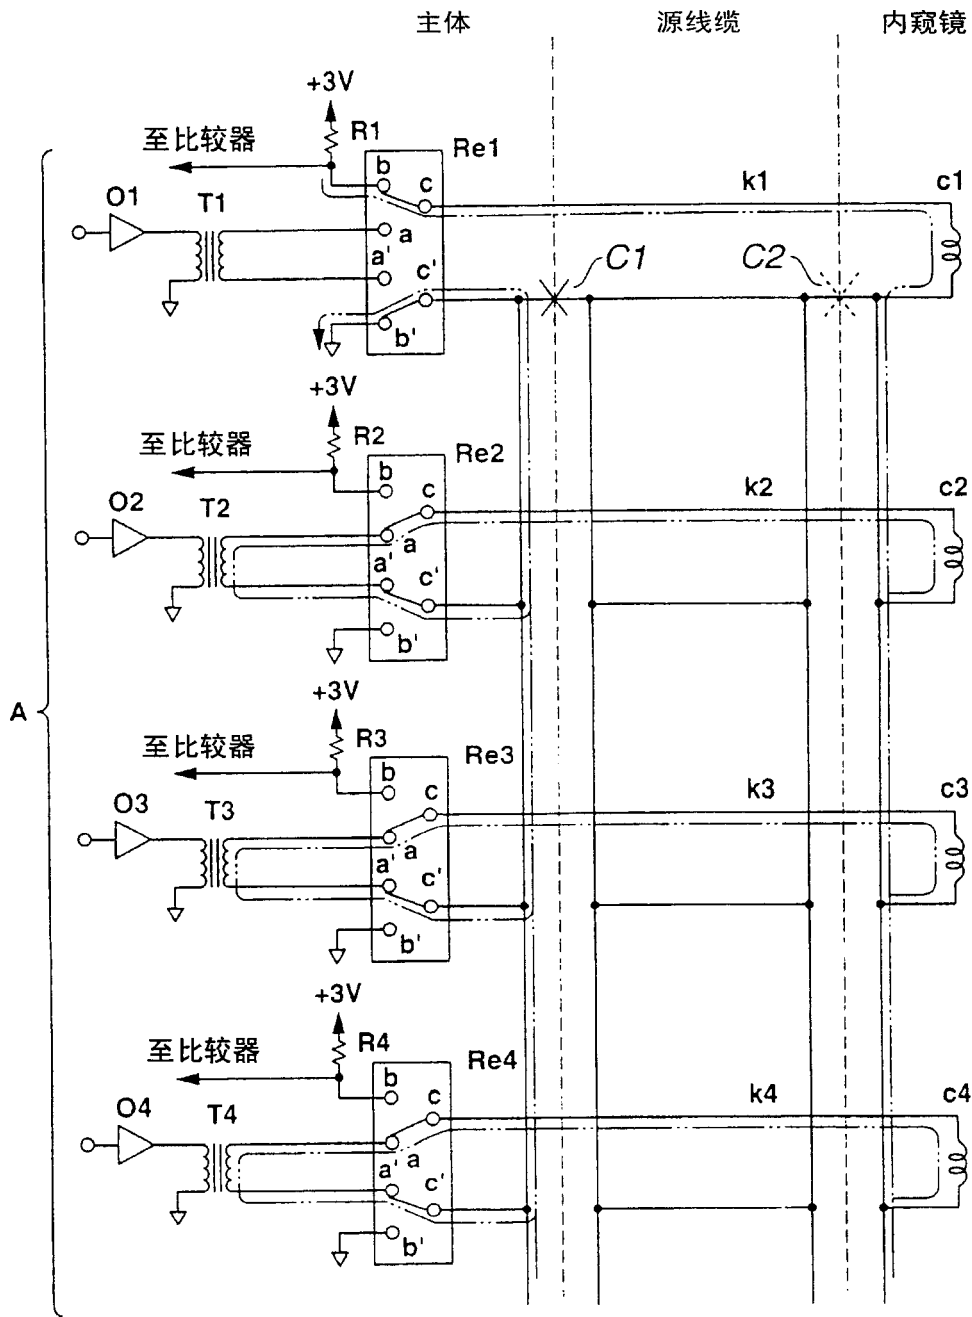 主体 源线缆 内窥镜
+3V
R1
至比较器
Re1
b
c
k1
c1
O1
T1
a
a'
c'
C1
C2
b'
+3V
R2
至比较器
Re2
b
c
k2
c2
O2
T2
a
a'
c'
b'
+3V
A
R3
至比较器
Re3
b
c
k3
c3
O3
T3
a
a'
c'
b'
+3V
R4
至比较器
Re4
b
c
k4
c4
O4
T4
a
a'
c'
b'